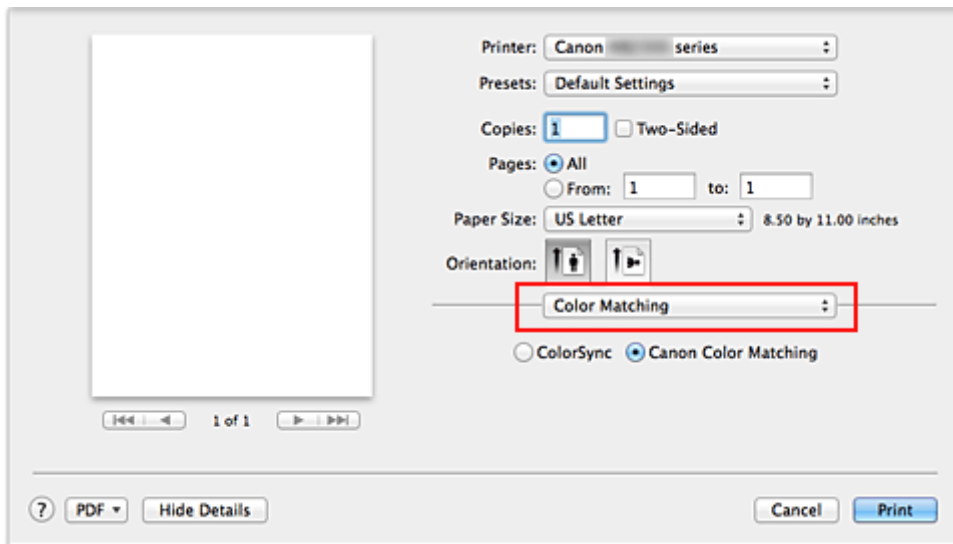 Printer: Canon series
Presets: Default Settings
Copies: 1 Two-Sided
Pages: All
From: 1 to: 1
Paper Size: US Letter 8.50 by 11.00 inches
Orientation:
Color Matching
ColorSync Canon Color Matching
1 of 1
? PDF Hide Details Cancel Print